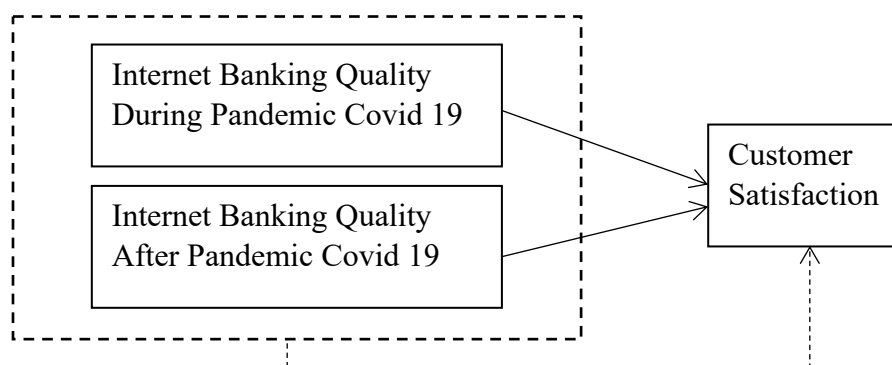 Internet Banking Quality
During Pandemic Covid 19
Customer
Satisfaction
Internet Banking Quality
After Pandemic Covid 19